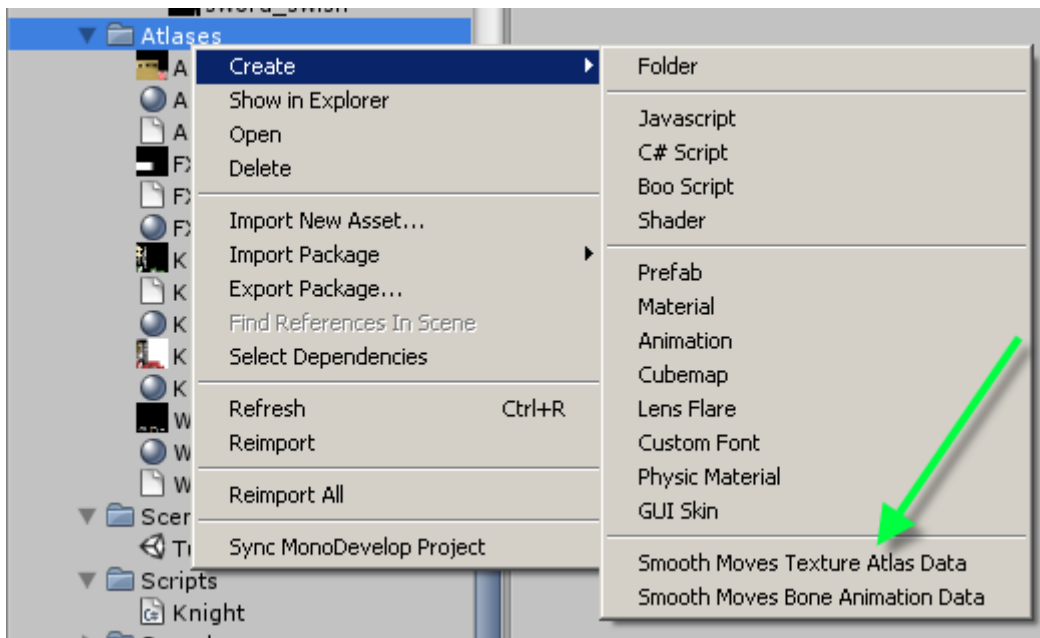 sword_swish
Atlases
Scripts
Knight
Create
Show in Explorer
Open
Delete
Import New Asset...
Import Package
Export Package...
Find References In Scene
Select Dependencies
Refresh Ctrl+R
Reimport
Reimport All
Sync MonoDevelop Project
Folder
Javascript
C# Script
Boo Script
Shader
Prefab
Material
Animation
Cubemap
Lens Flare
Custom Font
Physic Material
GUI Skin
Smooth Moves Texture Atlas Data
Smooth Moves Bone Animation Data